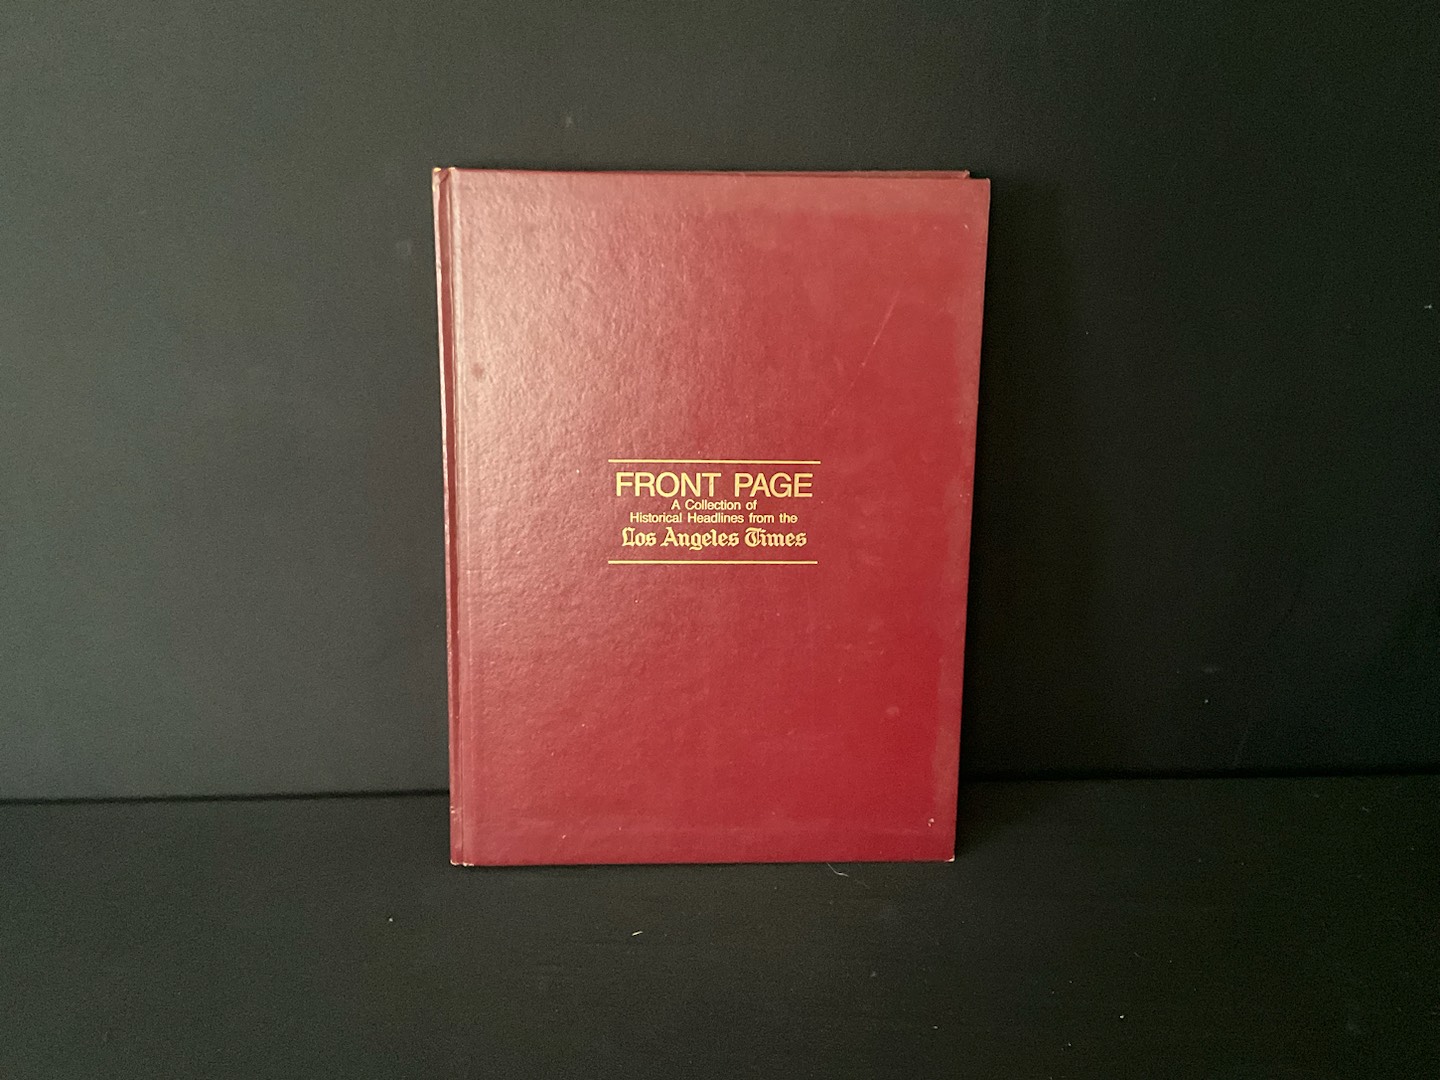 FRONT PAGE
A Collection of
Historical Headlines from the
Los Angeles Times